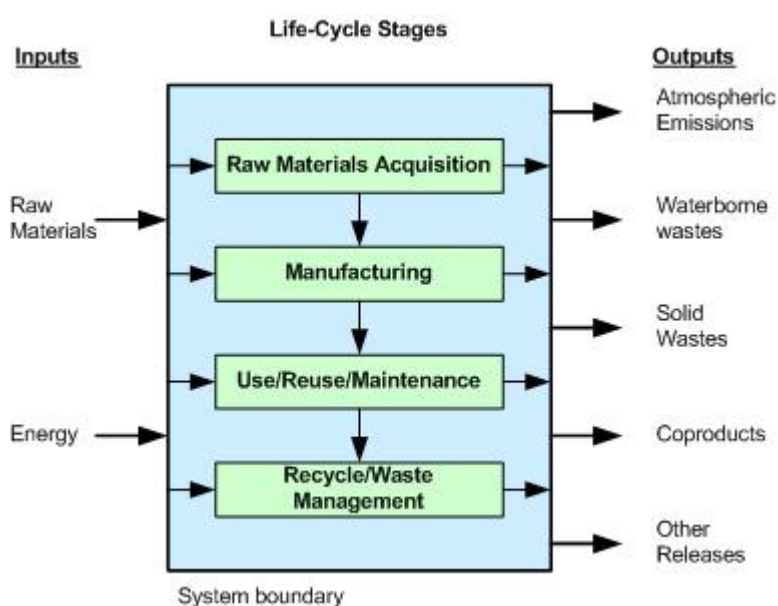 Life-Cycle Stages
Inputs
Outputs
Atmospheric
Emissions
Raw Materials Acquisition
Raw
Materials
Waterborne
wastes
Manufacturing
Solid
Wastes
Use/Reuse/Maintenance
Energy
Coproducts
Recycle/Waste
Management
Other
Releases
System boundary